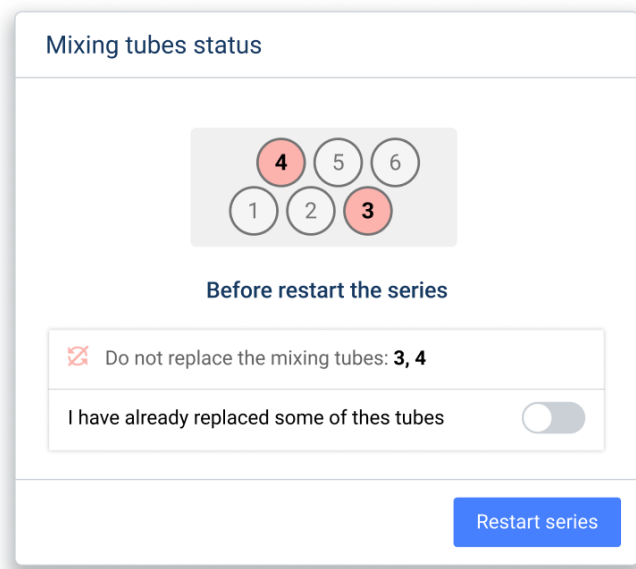 Mixing tubes status
4 5 6
1 2 3
Before restart the series
Do not replace the mixing tubes: 3, 4
I have already replaced some of thes tubes
Restart series